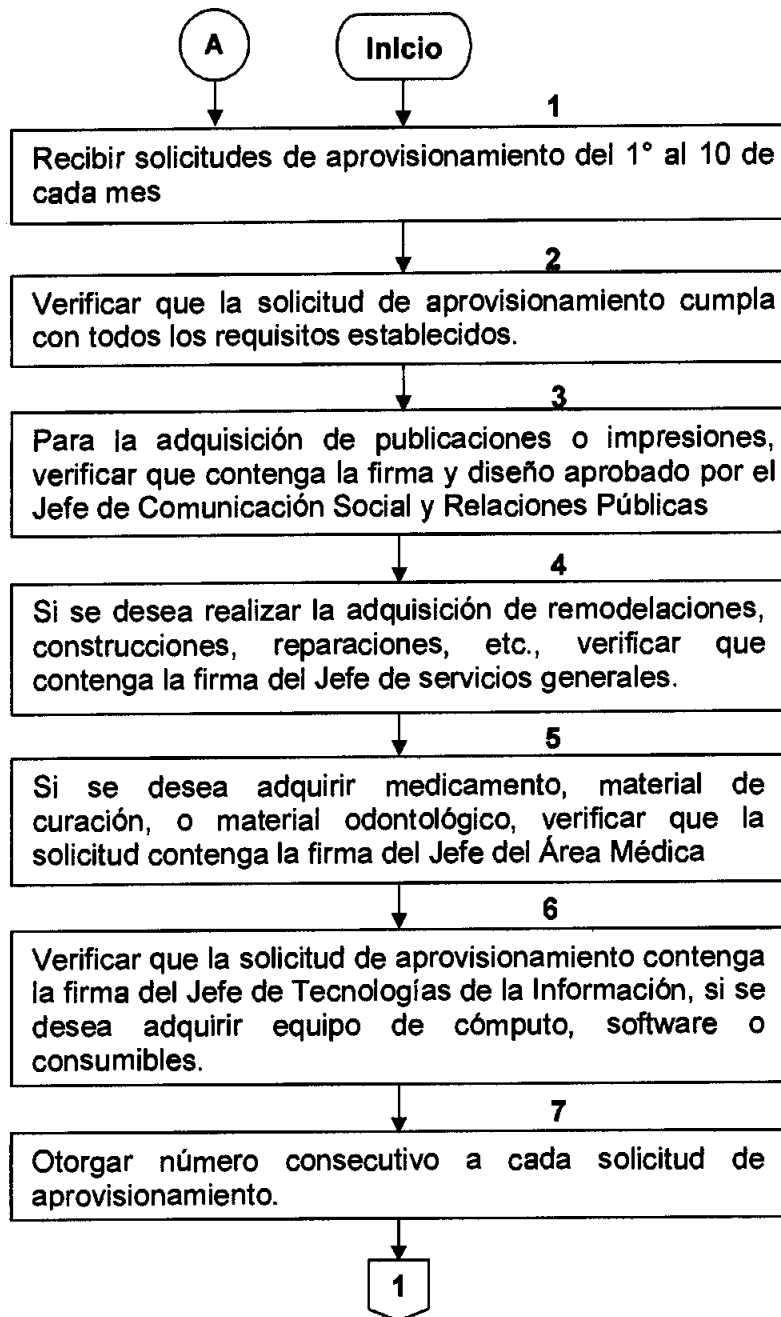 A
Inicio
1
Recibir solicitudes de aprovisionamiento del 1° al 10 de
cada mes
2
Verificar que la solicitud de aprovisionamiento cumpla
con todos los requisitos establecidos.
3
Para la adquisición de publicaciones o impresiones,
verificar que contenga la firma y diseño aprobado por el
Jefe de Comunicación Social y Relaciones Públicas
4
Si se desea realizar la adquisición de remodelaciones,
construcciones, reparaciones, etc., verificar que
contenga la firma del Jefe de servicios generales.
5
Si se desea adquirir medicamento, material de
curación, o material odontológico, verificar que la
solicitud contenga la firma del Jefe del Área Médica
6
Verificar que la solicitud de aprovisionamiento contenga
la firma del Jefe de Tecnologías de la Información, si se
desea adquirir equipo de cómputo, software o
consumibles.
7
Otorgar número consecutivo a cada solicitud de
aprovisionamiento.
1